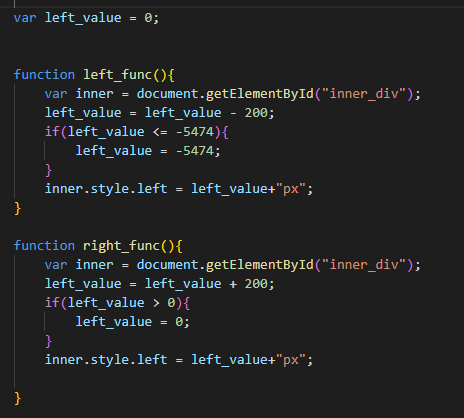 var left_value = 0;
function left_func(){
    var inner = document.getElementById("inner_div");
    left_value = left_value - 200;
    if(left_value <= -5474){
        left_value = -5474;
    }
    inner.style.left = left_value+"px";
}
function right_func(){
    var inner = document.getElementById("inner_div");
    left_value = left_value + 200;
    if(left_value > 0){
        left_value = 0;
    }
    inner.style.left = left_value+"px";
}